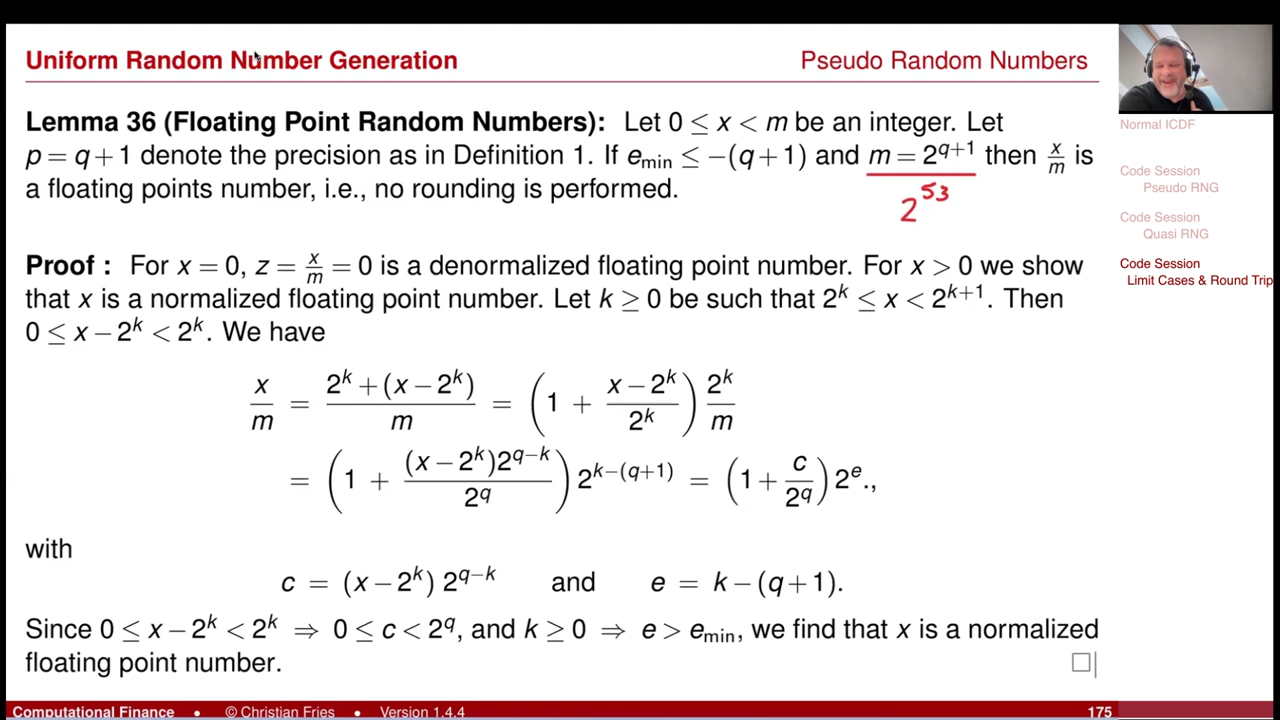 Uniform Random Number Generation Pseudo Random Numbers
Lemma 36 (Floating Point Random Numbers): Let 0 ≤ x < m be an integer. Let
p = q + 1 denote the precision as in Definition 1. If e_min ≤ −(q + 1) and m = 2^{q+1} then x/m is
a floating points number, i.e., no rounding is performed.
2^{53}
Proof : For x = 0, z = x/m = 0 is a denormalized floating point number. For x > 0 we show
that x is a normalized floating point number. Let k ≥ 0 be such that 2^k ≤ x < 2^{k+1}. Then
0 ≤ x − 2^k < 2^k. We have
x/m = (2^k + (x − 2^k))/m = (1 + (x − 2^k)/2^k) 2^k/m
= (1 + ((x − 2^k)2^{q−k})/2^q) 2^{k−(q+1)} = (1 + c/2^q) 2^e.,
with
c = (x − 2^k) 2^{q−k} and e = k − (q + 1).
Since 0 ≤ x − 2^k < 2^k ⇒ 0 ≤ c < 2^q, and k ≥ 0 ⇒ e > e_min, we find that x is a normalized
floating point number. □
Computational Finance • © Christian Fries • Version 1.4.4 175
Normal ICDF
Code Session
Pseudo RNG
Code Session
Quasi RNG
Code Session
Limit Cases & Round Trip